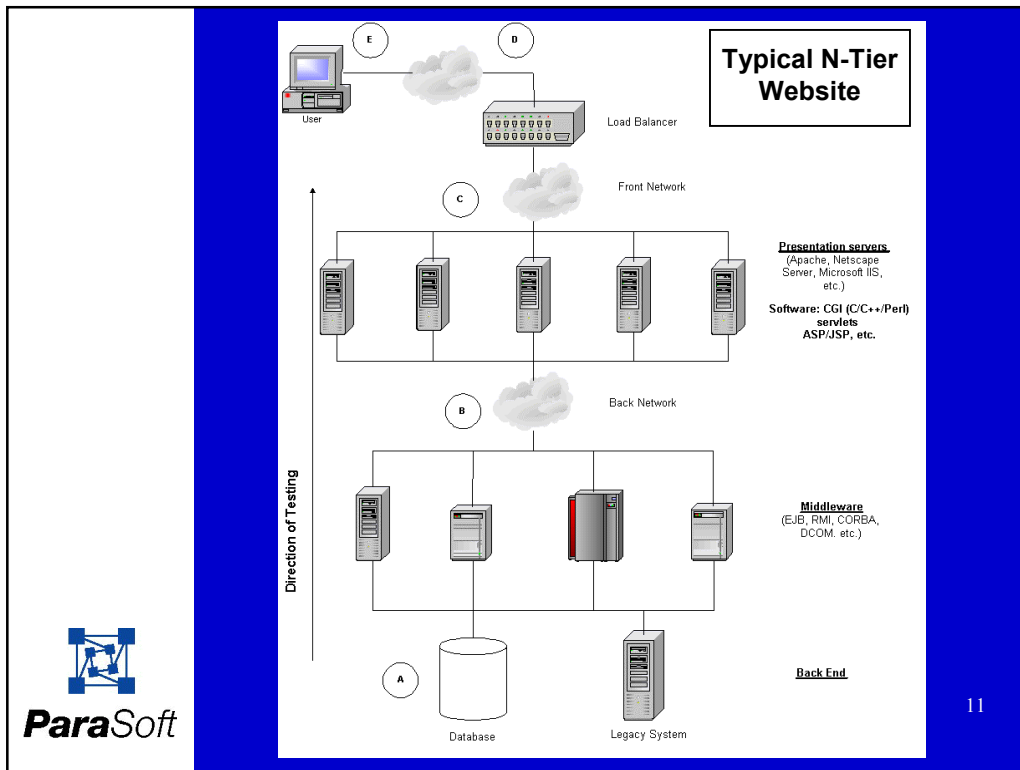 E
D
Typical N-Tier
Website
User
Load Balancer
Front Network
C
Presentation servers
(Apache, Netscape
Server, Microsoft IIS,
etc.)
Software: CGI (C/C++/Perl)
servlets
ASP/JSP, etc.
Back Network
B
Direction of Testing
Middleware
(EJB, RMI, CORBA,
DCOM. etc.)
A
Back End
Database
Legacy System
ParaSoft
11